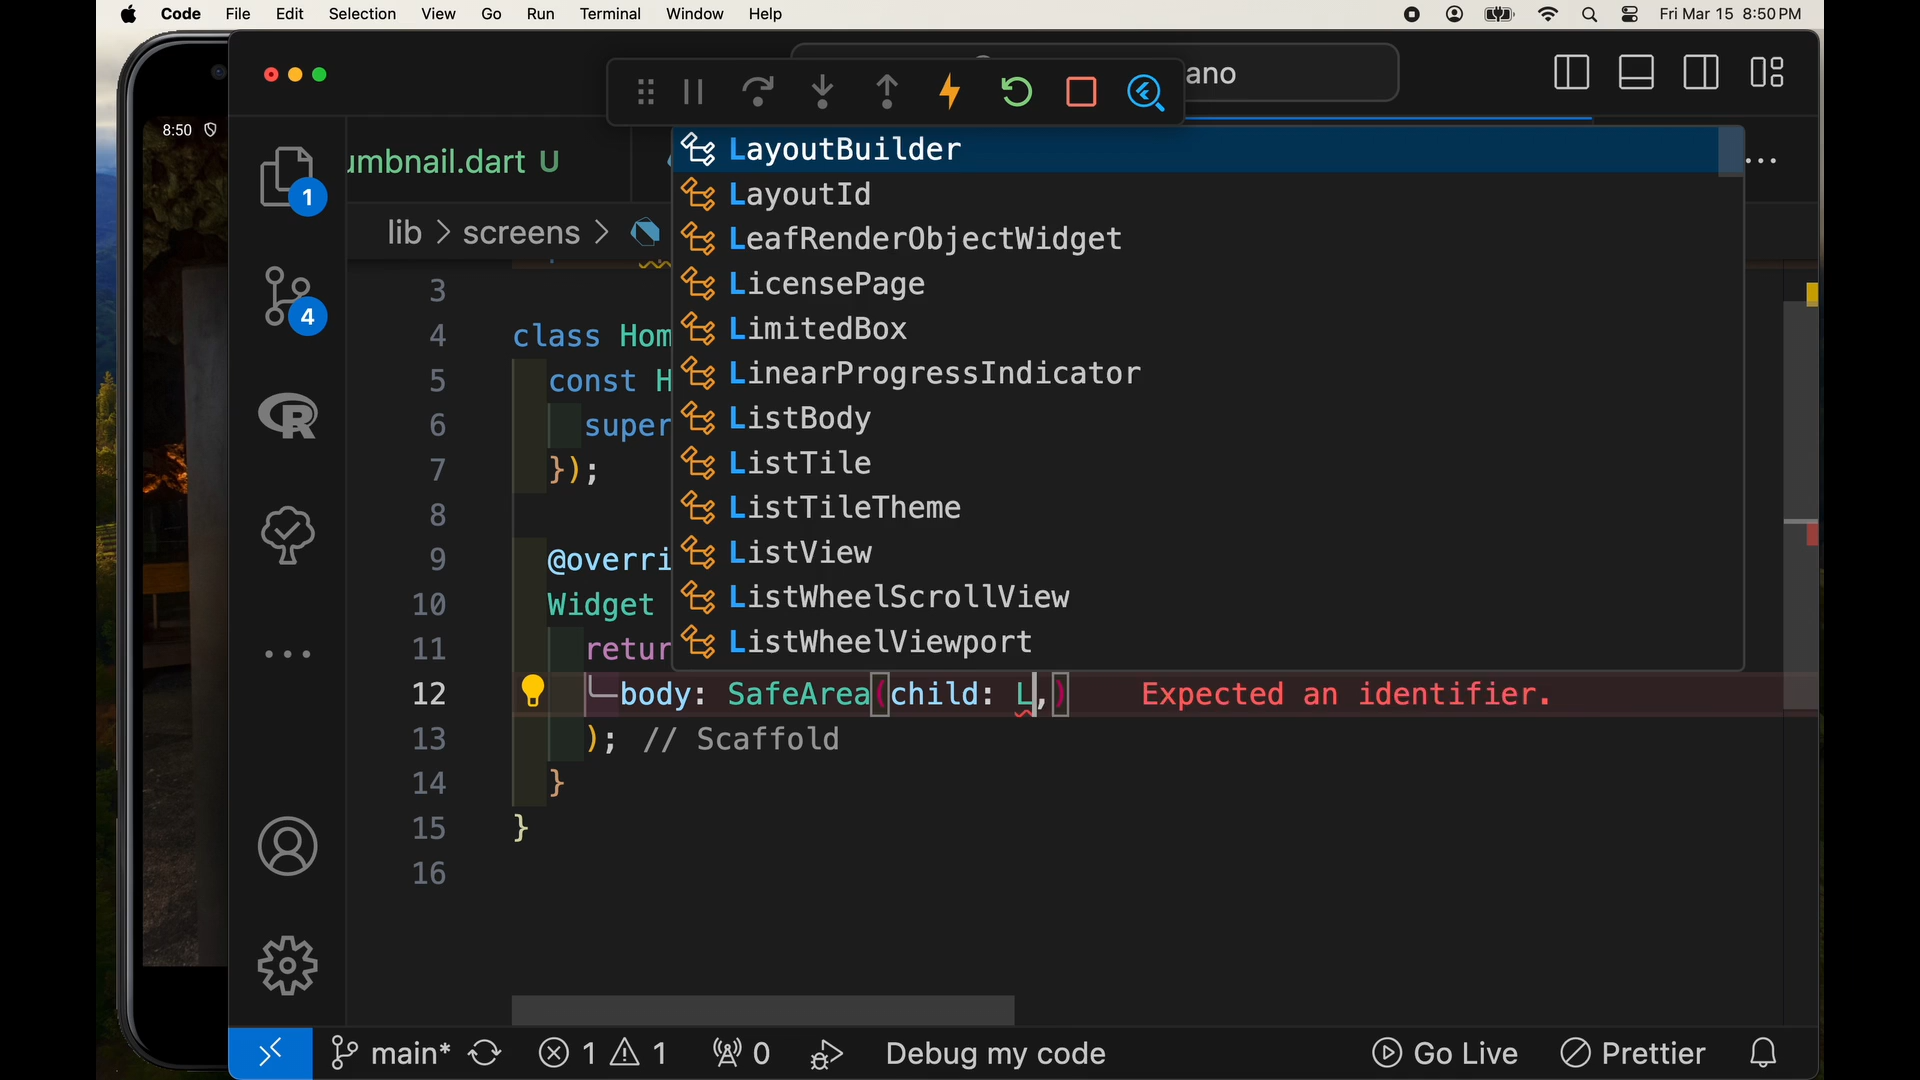 Code File Edit Selection View Go Run Terminal Window Help Fri Mar 15 8:50 PM
ano
8:50
umbnail.dart U
1
lib > screens >
4
LayoutBuilder
LayoutId
LeafRenderObjectWidget
LicensePage
LimitedBox
LinearProgressIndicator
ListBody
ListTile
ListTileTheme
ListView
ListWheelScrollView
ListWheelViewport
3
4 class Hom
5 const H
6 super
7 });
8
9 @overri
10 Widget
11 retur
12 body: SafeArea(child: L,) Expected an identifier.
13 ); // Scaffold
14 }
15 }
16
main* 1 1 0 Debug my code Go Live Prettier